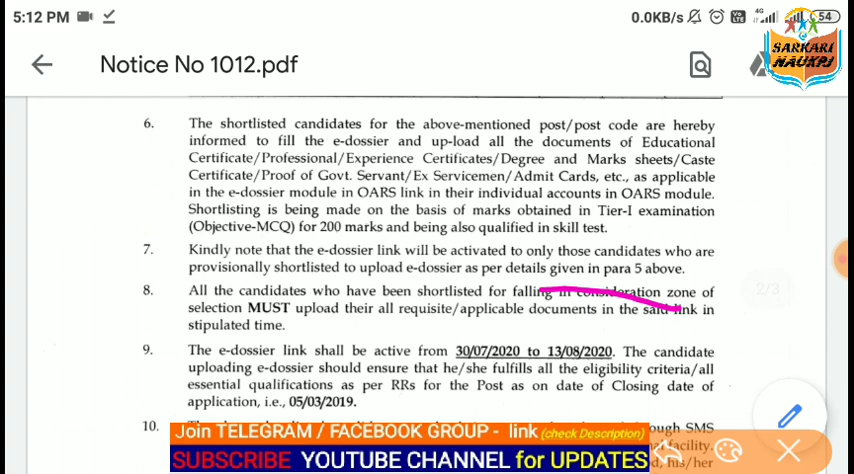 5:12 PM
0.0KB/s
4G
54
SARKARI
NAUKRI
Notice No 1012.pdf
6. The shortlisted candidates for the above-mentioned post/post code are hereby
informed to fill the e-dossier and up-load all the documents of Educational
Certificate/Professional/Experience Certificates/Degree and Marks sheets/Caste
Certificate/Proof of Govt. Servant/Ex Servicemen/Admit Cards, etc., as applicable
in the e-dossier module in OARS link in their individual accounts in OARS module.
Shortlisting is being made on the basis of marks obtained in Tier-I examination
(Objective-MCQ) for 200 marks and being also qualified in skill test.
7. Kindly note that the e-dossier link will be activated to only those candidates who are
provisionally shortlisted to upload e-dossier as per details given in para 5 above.
8. All the candidates who have been shortlisted for falling in consideration zone of
selection MUST upload their all requisite/applicable documents in the said link in
stipulated time.
2/3
9. The e-dossier link shall be active from 30/07/2020 to 13/08/2020. The candidate
uploading e-dossier should ensure that he/she fulfills all the eligibility criteria/all
essential qualifications as per RRs for the Post as on date of Closing date of
application, i.e., 05/03/2019.
10. ough SMS
facility.
his/her
Join TELEGRAM / FACEBOOK GROUP - link (check Description)
SUBSCRIBE YOUTUBE CHANNEL for UPDATES